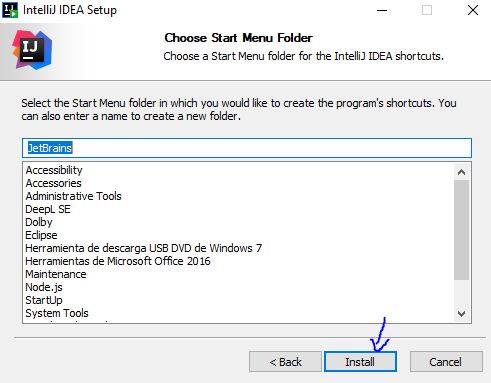 IntelliJ IDEA Setup
IJ
Choose Start Menu Folder
Choose a Start Menu folder for the IntelliJ IDEA shortcuts.
Select the Start Menu folder in which you would like to create the program's shortcuts. You
can also enter a name to create a new folder.
JetBrains
Accessibility
Accessories
Administrative Tools
DeepL SE
Dolby
Eclipse
Herramienta de descarga USB DVD de Windows 7
Herramientas de Microsoft Office 2016
Maintenance
Node.js
StartUp
System Tools
< Back
Install
Cancel